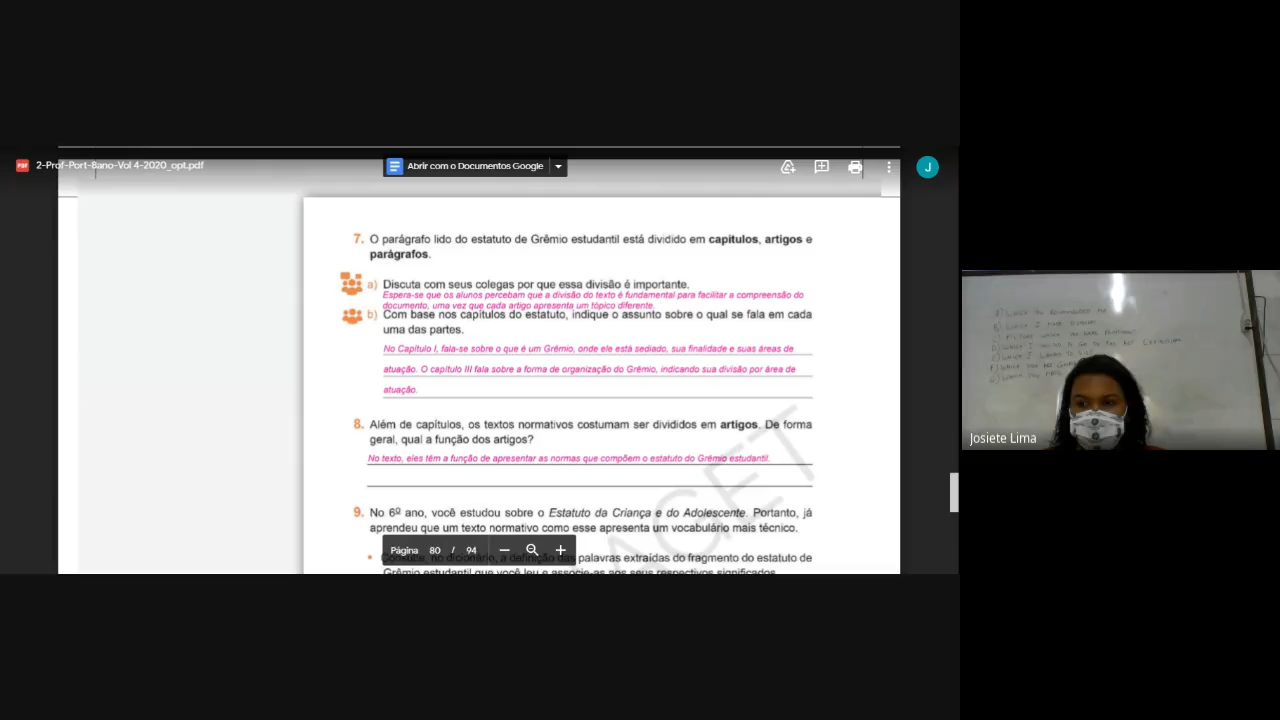 2-Prof-Port-8ano-Vol 4-2020_opt.pdf
Abrir com o Documentos Google
J
7. O parágrafo lido do estatuto de Grêmio estudantil está dividido em capítulos, artigos e
parágrafos.
a) Discuta com seus colegas por que essa divisão é importante.
Espera-se que os alunos percebam que a divisão do texto é fundamental para facilitar a compreensão do
documento, uma vez que cada artigo apresenta um tópico diferente.
b) Com base nos capítulos do estatuto, indique o assunto sobre o qual se fala em cada
uma das partes.
No Capítulo I, fala-se sobre o que é um Grêmio, onde ele está sediado, sua finalidade e suas áreas de
atuação. O capítulo III fala sobre a forma de organização do Grêmio, indicando sua divisão por área de
atuação.
8. Além de capítulos, os textos normativos costumam ser divididos em artigos. De forma
geral, qual a função dos artigos?
No texto, eles têm a função de apresentar as normas que compõem o estatuto do Grêmio estudantil.
9. No 6º ano, você estudou sobre o Estatuto da Criança e do Adolescente. Portanto, já
aprendeu que um texto normativo como esse apresenta um vocabulário mais técnico.
• Consulte, no dicionário, a definição das palavras extraídas do fragmento do estatuto de
Grêmio estudantil que você leu e associe-as aos seus respectivos significados.
Página 80 / 94
Josiete Lima